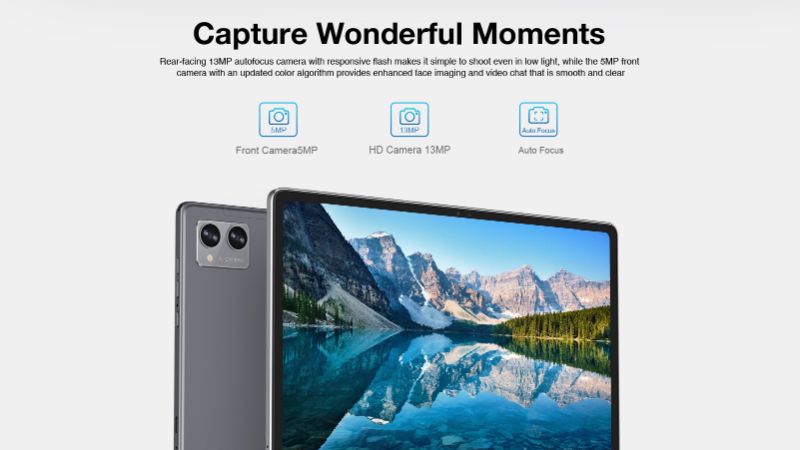 Capture Wonderful Moments
Rear-facing 13MP autofocus camera with responsive flash makes it simple to shoot even in low light, while the 5MP front
camera with an updated color algorithm provides enhanced face imaging and video chat that is smooth and clear
5MP
13MP
Auto Focus
Front Camera5MP
HD Camera 13MP
Auto Focus